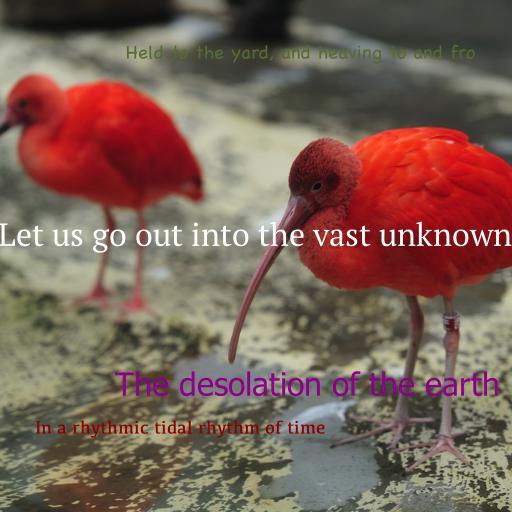 Held to the yard, and heaving to and fro
Let us go out into the vast unknown
The desolation of the earth
In a rhythmic tidal rhythm of time